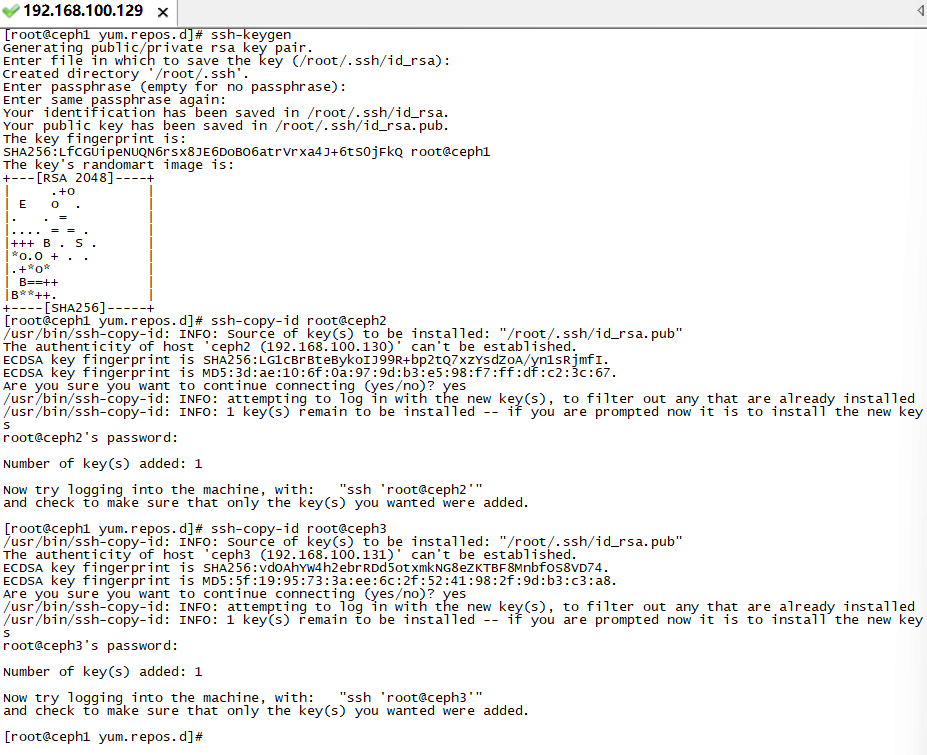 192.168.100.129
[root@ceph1 yum.repos.d]# ssh-keygen
Generating public/private rsa key pair.
Enter file in which to save the key (/root/.ssh/id_rsa):
Created directory '/root/.ssh'.
Enter passphrase (empty for no passphrase):
Enter same passphrase again:
Your identification has been saved in /root/.ssh/id_rsa.
Your public key has been saved in /root/.ssh/id_rsa.pub.
The key fingerprint is:
SHA256:LfCGUipeNUQN6rsx8JE6DoBO6atrVrxa4J+6tS0jFkQ root@ceph1
The key's randomart image is:
+---[RSA 2048]----+
|     .+o         |
| E   o  .        |
|.   . =          |
|.... = = .       |
|+++ B . S .      |
|*o.O + . .       |
|.+*o*            |
| B==++           |
|B**++.           |
+----[SHA256]-----+
[root@ceph1 yum.repos.d]# ssh-copy-id root@ceph2
/usr/bin/ssh-copy-id: INFO: Source of key(s) to be installed: "/root/.ssh/id_rsa.pub"
The authenticity of host 'ceph2 (192.168.100.130)' can't be established.
ECDSA key fingerprint is SHA256:LG1cBrBteBykoIJ99R+bp2tQ7xzYsdZoA/yn1sRjmfI.
ECDSA key fingerprint is MD5:3d:ae:10:6f:0a:97:9d:b3:e5:98:f7:ff:df:c2:3c:67.
Are you sure you want to continue connecting (yes/no)? yes
/usr/bin/ssh-copy-id: INFO: attempting to log in with the new key(s), to filter out any that are already installed
/usr/bin/ssh-copy-id: INFO: 1 key(s) remain to be installed -- if you are prompted now it is to install the new key
s
root@ceph2's password:
Number of key(s) added: 1
Now try logging into the machine, with:   "ssh 'root@ceph2'"
and check to make sure that only the key(s) you wanted were added.
[root@ceph1 yum.repos.d]# ssh-copy-id root@ceph3
/usr/bin/ssh-copy-id: INFO: Source of key(s) to be installed: "/root/.ssh/id_rsa.pub"
The authenticity of host 'ceph3 (192.168.100.131)' can't be established.
ECDSA key fingerprint is SHA256:vdOAhYW4h2ebrRDd5otxmkNG8eZKTBF8MnbfOS8VD74.
ECDSA key fingerprint is MD5:5f:19:95:73:3a:ee:6c:2f:52:41:98:2f:9d:b3:c3:a8.
Are you sure you want to continue connecting (yes/no)? yes
/usr/bin/ssh-copy-id: INFO: attempting to log in with the new key(s), to filter out any that are already installed
/usr/bin/ssh-copy-id: INFO: 1 key(s) remain to be installed -- if you are prompted now it is to install the new key
s
root@ceph3's password:
Number of key(s) added: 1
Now try logging into the machine, with:   "ssh 'root@ceph3'"
and check to make sure that only the key(s) you wanted were added.
[root@ceph1 yum.repos.d]#